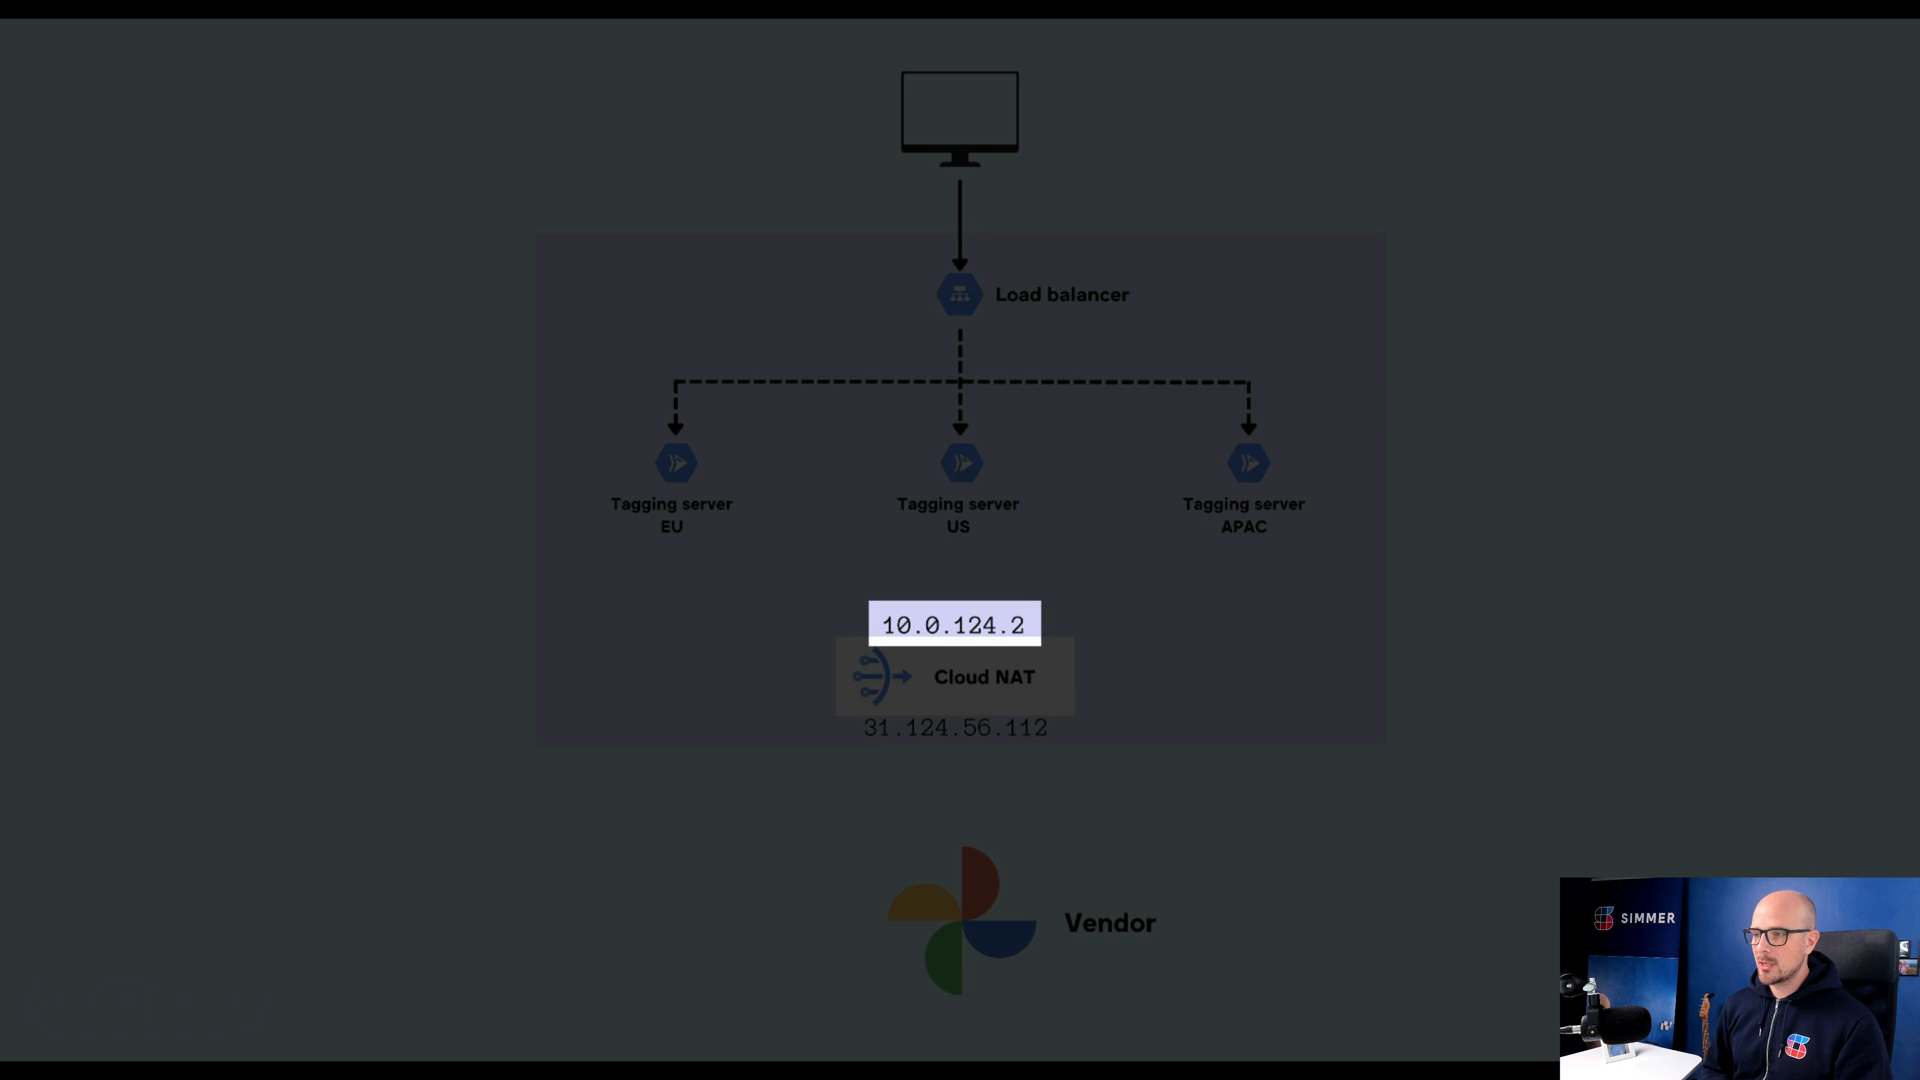 Load balancer
Tagging server
EU
Tagging server
US
Tagging server
APAC
10.0.124.2
Cloud NAT
31.124.56.112
Vendor
SIMMER